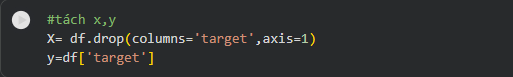 #tách x,y
X= df.drop(columns='target',axis=1)
y=df['target']